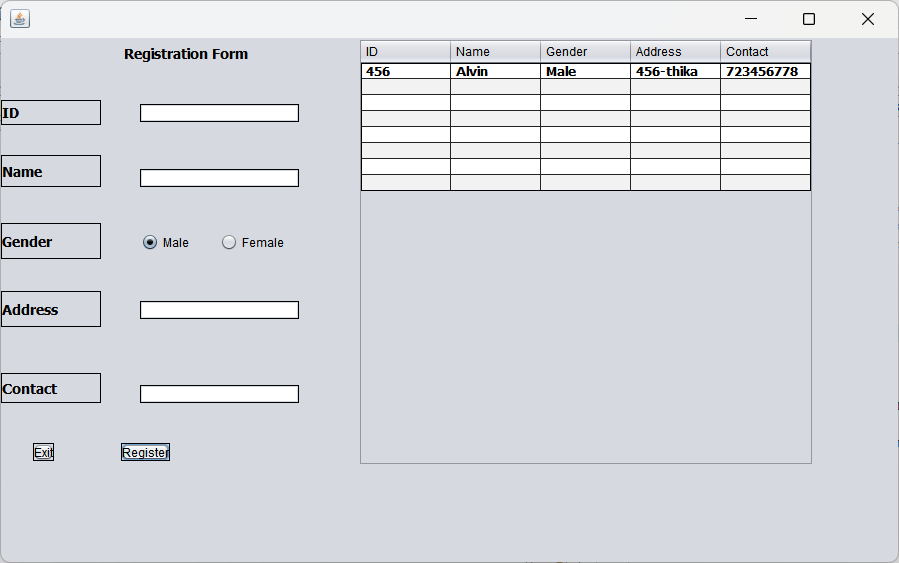 Registration Form
ID
Name
Gender
Male Female
Address
Contact
Exit Register
ID Name Gender Address Contact
456 Alvin Male 456-thika 723456778